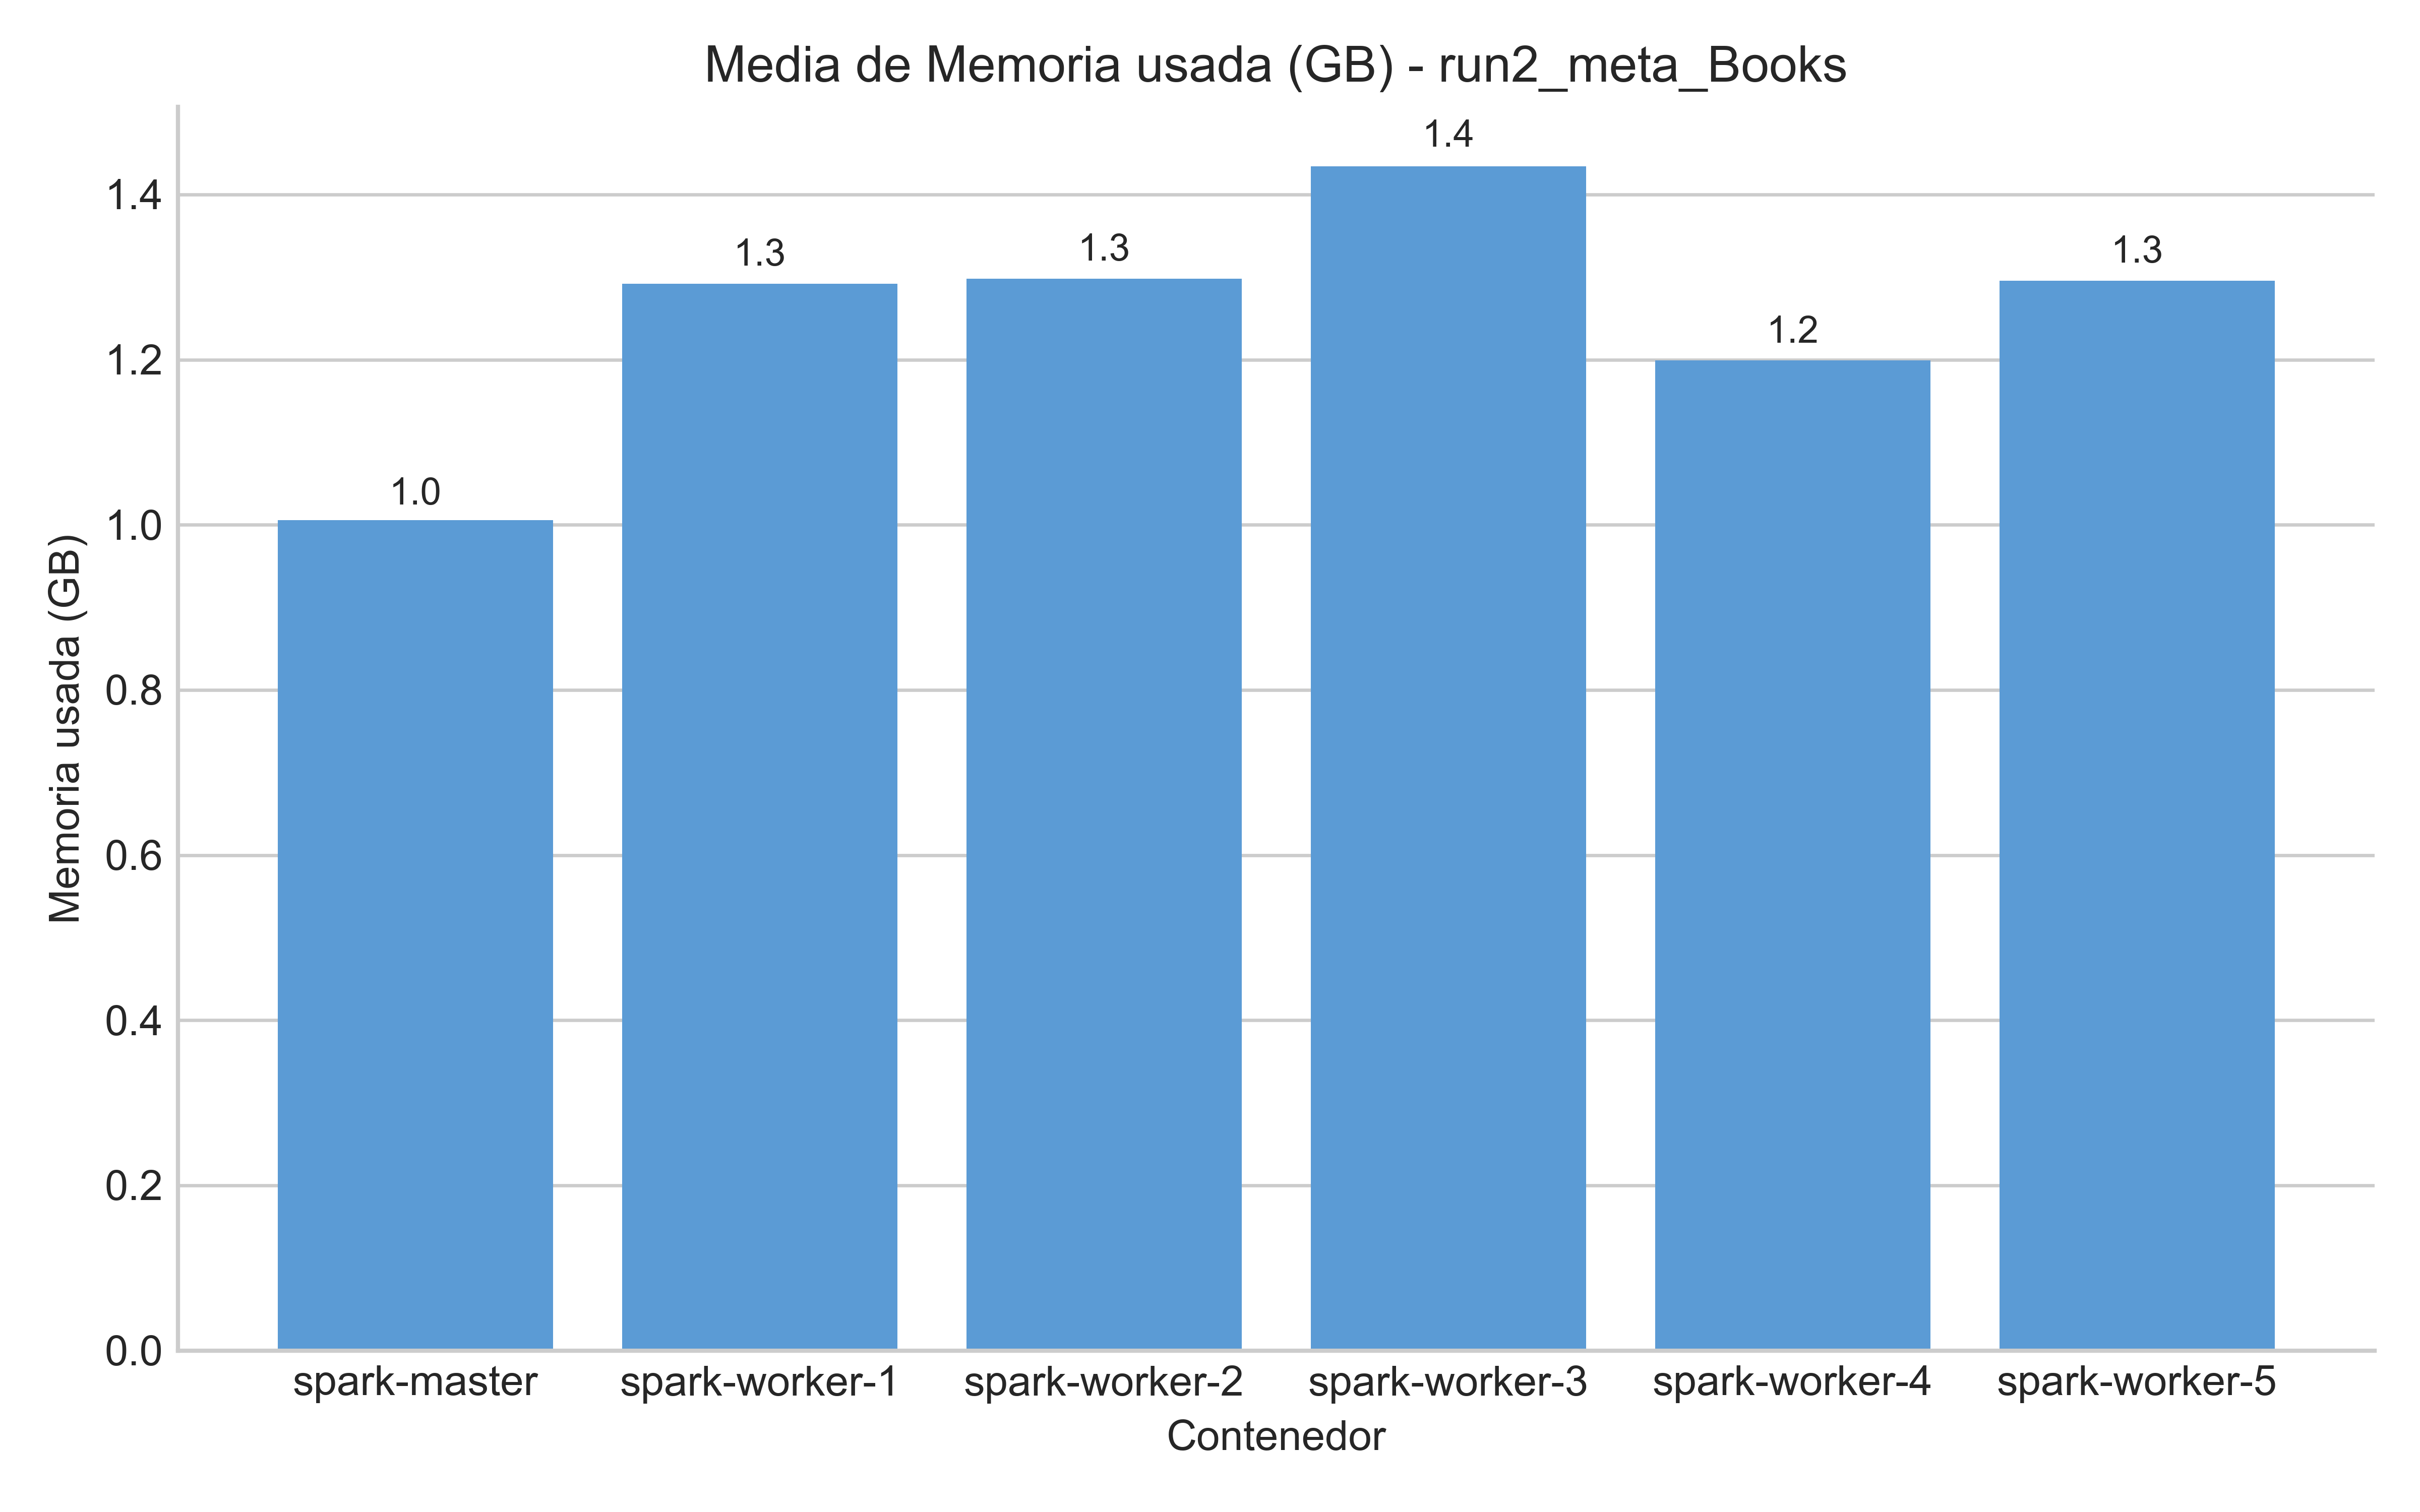 Media de Memoria usada (GB) - run2_meta_Books
Memoria usada (GB)
1.4
1.2
1.0
0.8
0.6
0.4
0.2
0.0
1.0
1.3
1.3
1.4
1.2
1.3
spark-master
spark-worker-1
spark-worker-2
spark-worker-3
spark-worker-4
spark-worker-5
Contenedor